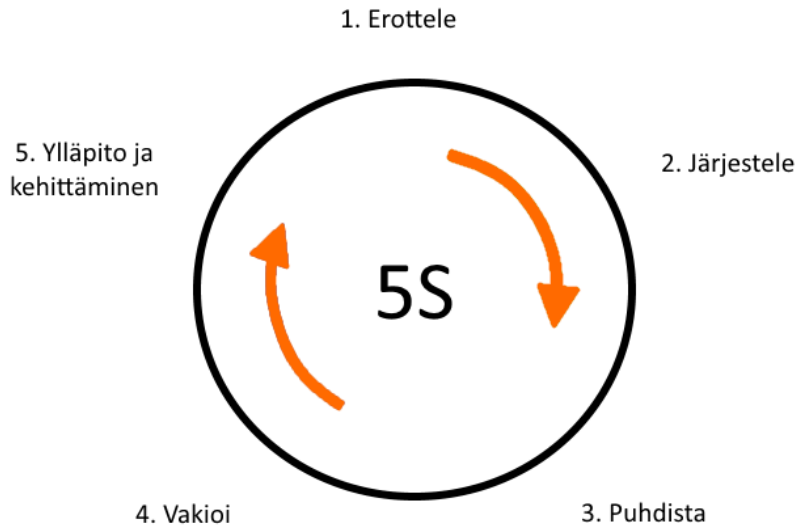 1. Erottele
2. Järjestele
3. Puhdista
4. Vakioi
5. Ylläpito ja
kehittäminen
5S